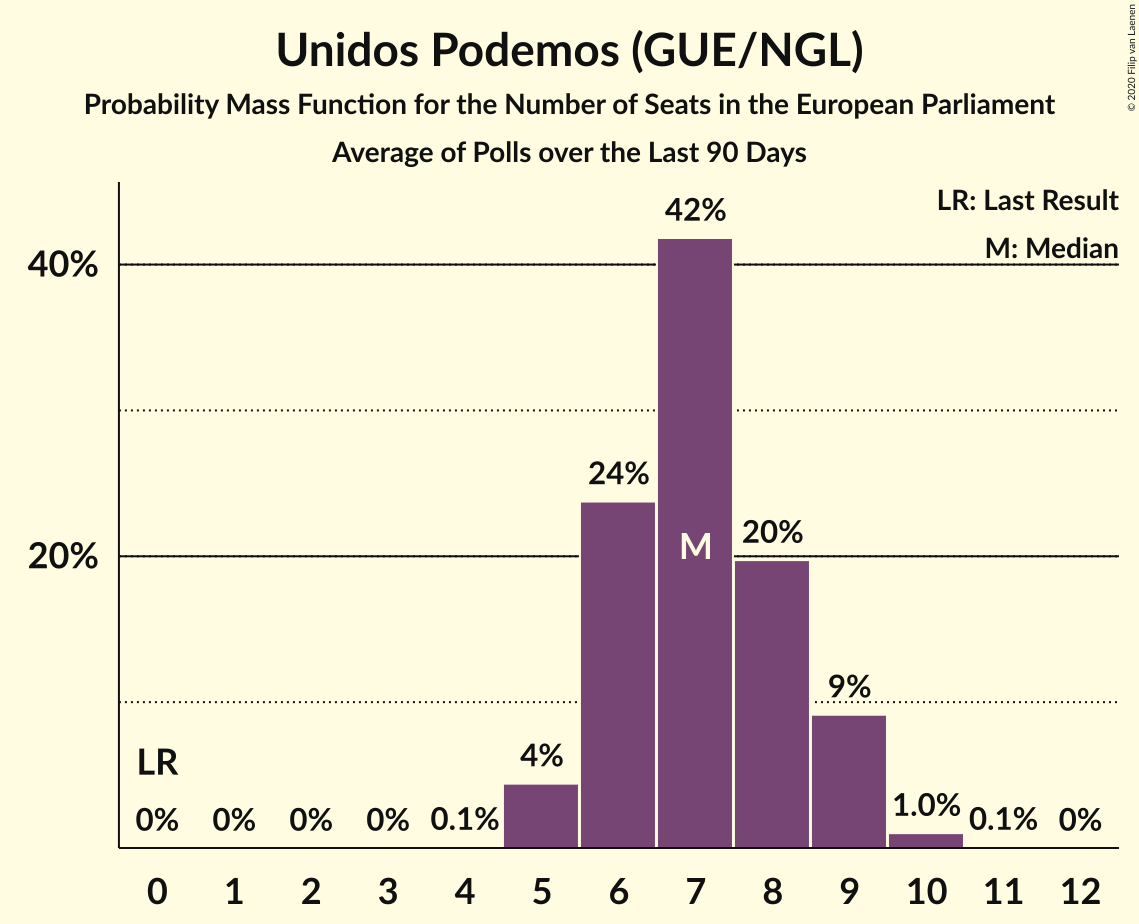 Unidos Podemos (GUE/NGL)
Probability Mass Function for the Number of Seats in the European Parliament
Average of Polls over the Last 90 Days
© 2020 Filip van Laenen
LR: Last Result
M: Median
40%
20%
42%
24%
M
20%
9%
4%
LR
0% 0% 0% 0% 0.1% 1.0% 0.1% 0%
0 1 2 3 4 5 6 7 8 9 10 11 12